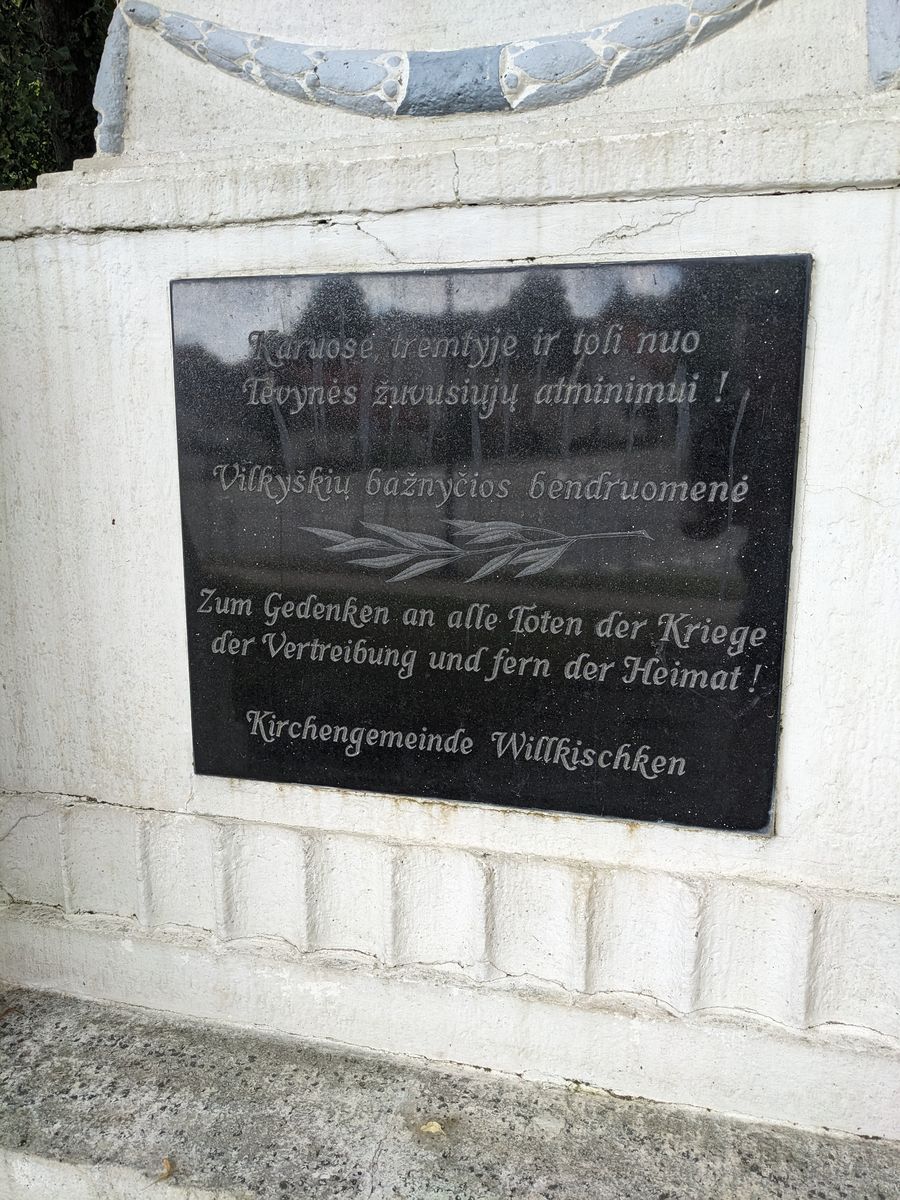 Karuose, tremtyje ir toli nuo
Tėvynės žuvusiujų atminimui !
Vilkyškių bažnyčios bendruomenė
Zum Gedenken an alle Toten der Kriege
der Vertreibung und fern der Heimat !
Kirchengemeinde Willkischken